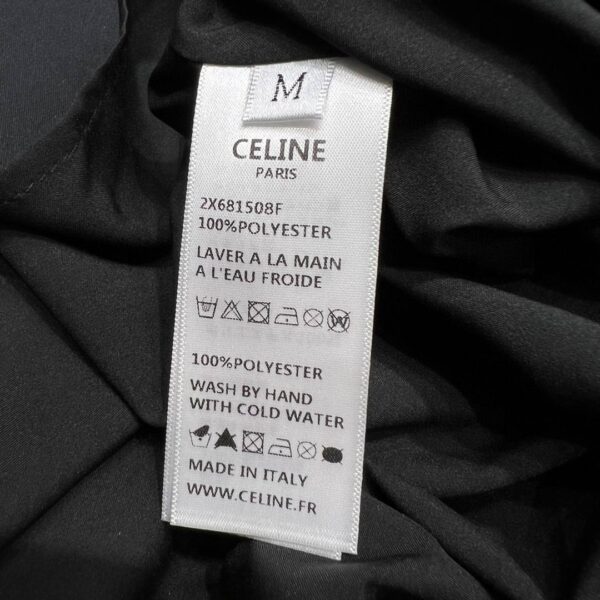 M
CELINE
PARIS
2X681508F
100%POLYESTER
LAVER A LA MAIN
A L'EAU FROIDE
100%POLYESTER
WASH BY HAND
WITH COLD WATER
MADE IN ITALY
WWW.CELINE.FR